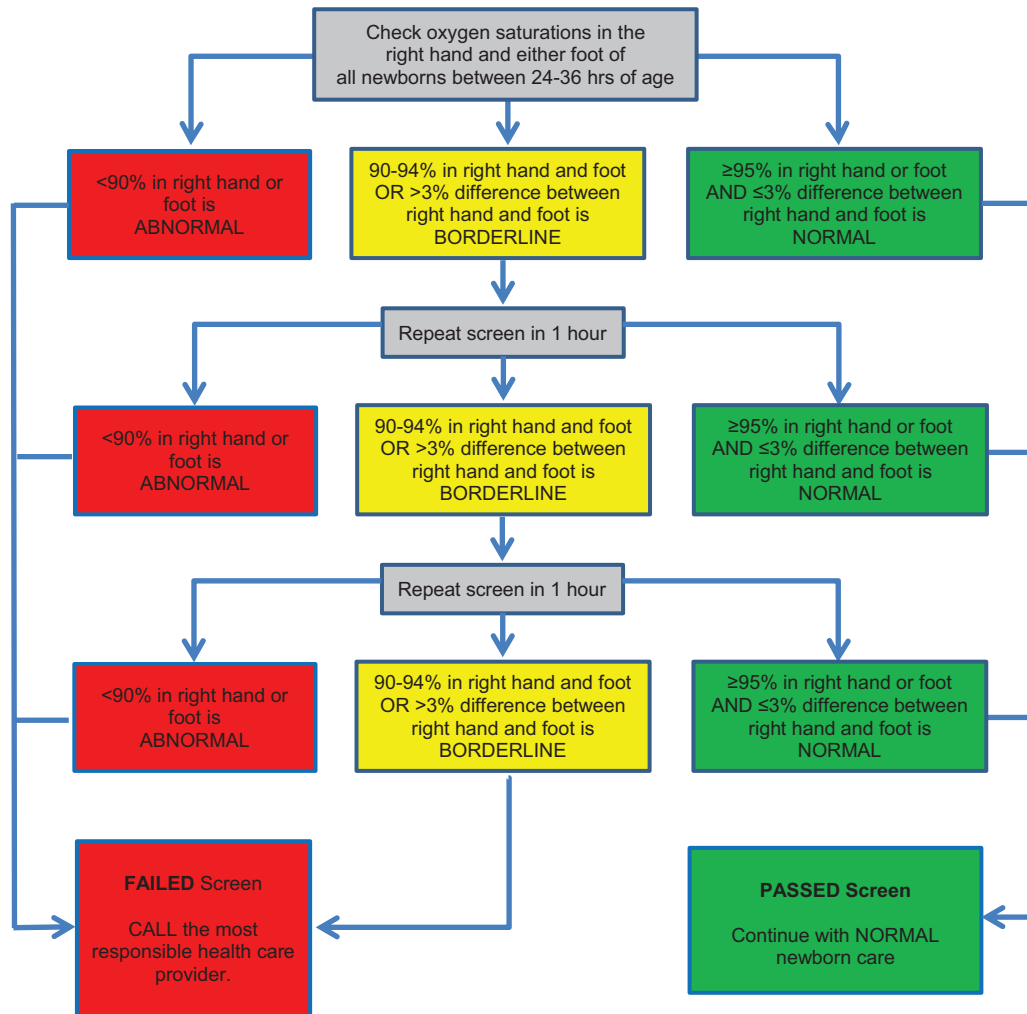 Check oxygen saturations in the
right hand and either foot of
all newborns between 24-36 hrs of age
<90% in right hand or
foot is
ABNORMAL
90-94% in right hand and foot
OR >3% difference between
right hand and foot is
BORDERLINE
≥95% in right hand or foot
AND ≤3% difference between
right hand and foot is
NORMAL
Repeat screen in 1 hour
<90% in right hand or
foot is
ABNORMAL
90-94% in right hand and foot
OR >3% difference between
right hand and foot is
BORDERLINE
≥95% in right hand or foot
AND ≤3% difference between
right hand and foot is
NORMAL
Repeat screen in 1 hour
<90% in right hand or
foot is
ABNORMAL
90-94% in right hand and foot
OR >3% difference between
right hand and foot is
BORDERLINE
≥95% in right hand or foot
AND ≤3% difference between
right hand and foot is
NORMAL
FAILED Screen
CALL the most
responsible health care
provider.
PASSED Screen
Continue with NORMAL
newborn care